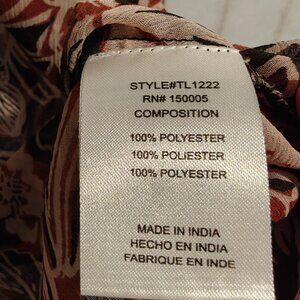 STYLE#TL1222
RN# 150005
COMPOSITION
100% POLYESTER
100% POLIESTER
100% POLYESTER
MADE IN INDIA
HECHO EN INDIA
FABRIQUE EN INDE